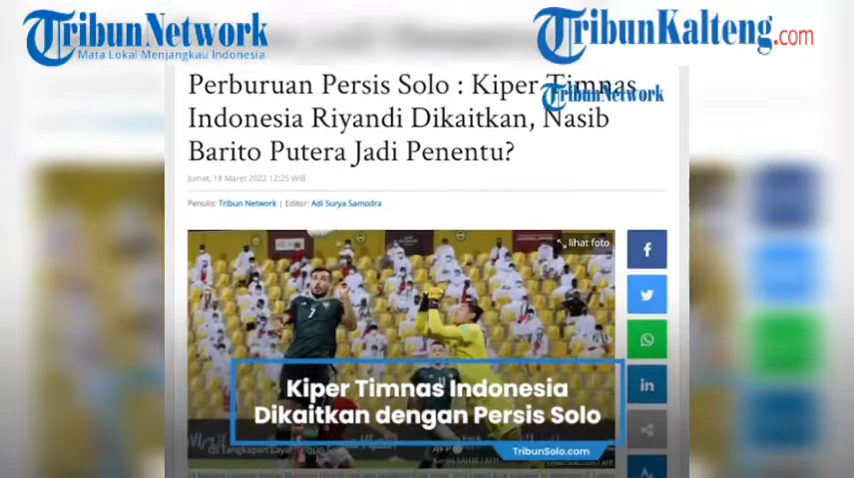 TribunNetwork
Mata Lokal Menjangkau Indonesia
TribunKalteng.com
Perburuan Persis Solo : Kiper Timnas
TribunNetwork
Indonesia Riyandi Dikaitkan, Nasib
Barito Putera Jadi Penentu?
Jumat, 18 Maret 2022 12:25 WIB
Penulis: Tribun Network | Editor: Adi Surya Samodra
lihat foto
7
Kiper Timnas Indonesia
Dikaitkan dengan Persis Solo
TribunSolo.com